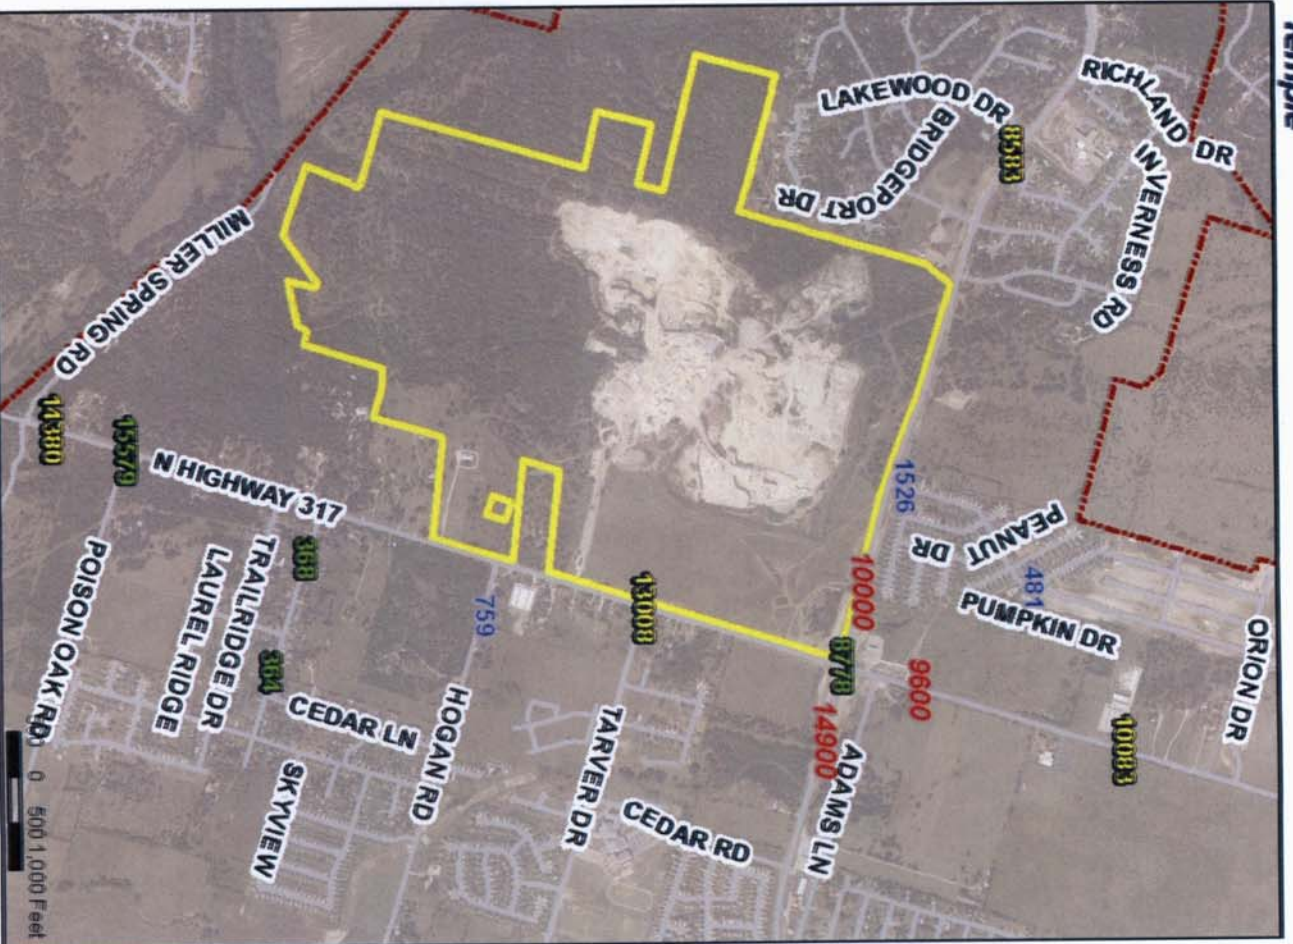 Temple
RICHLAND DR
LAKEWOOD DR
8583
BRIDGEPORT DR
INVERNESS RD
MILLER SPRING RD
14380
15579
N HIGHWAY 317
1526
PEANUT DR
481
PUMPKIN DR
10000
8778
9600
14900
ORION DR
10083
13008
759
368
364
POISON OAK RD
LAUREL RIDGE
TRAILRIDGE DR
CEDAR LN
SKYVIEW
HOGAN RD
TARVER DR
CEDAR RD
ADAMS LN
0 500 1,000 Feet